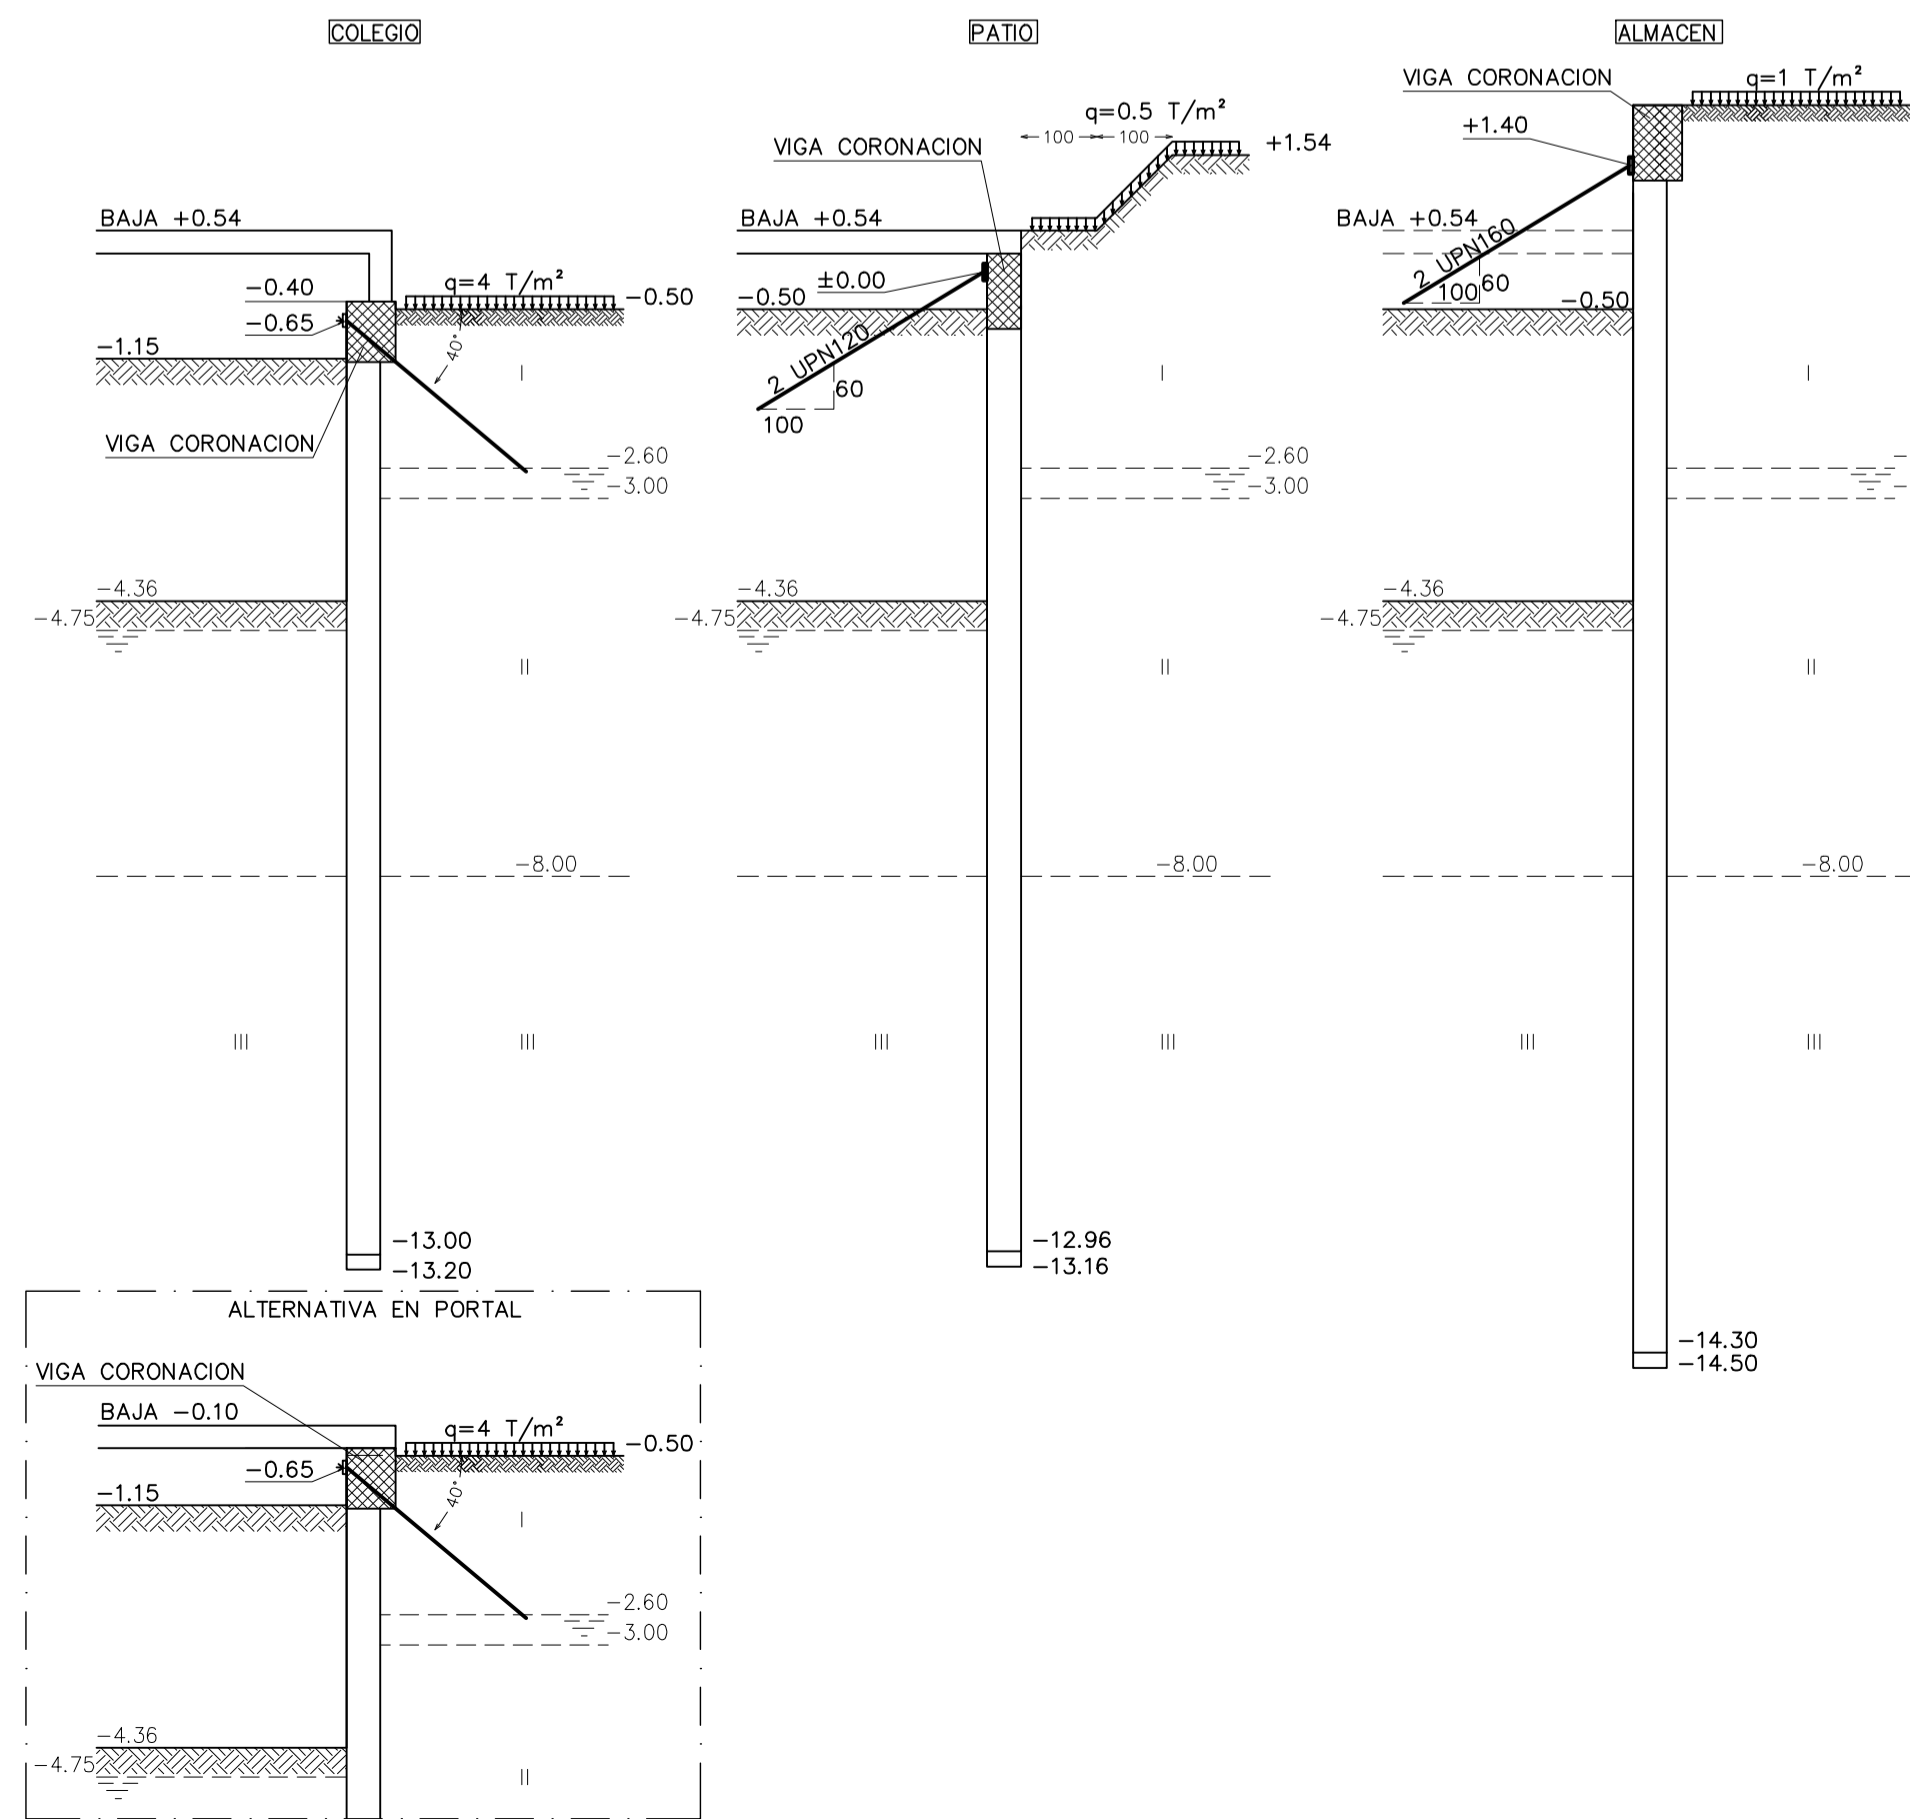 COLEGIO
BAJA +0.54
-0.40
-0.65
q=4 T/m²
-0.50
-1.15
40°
I
VIGA CORONACION
-2.60
-3.00
-4.36
-4.75
II
-8.00
III
III
-13.00
-13.20
PATIO
q=0.5 T/m²
100
100
+1.54
VIGA CORONACION
BAJA +0.54
±0.00
-0.50
2 UPN120
60
100
I
-2.60
-3.00
-4.36
-4.75
II
-8.00
III
III
-12.96
-13.16
ALMACEN
VIGA CORONACION
q=1 T/m²
+1.40
BAJA +0.54
2 UPN160
60
100
-0.50
I
-4.36
-4.75
II
-8.00
III
III
-14.30
-14.50
ALTERNATIVA EN PORTAL
VIGA CORONACION
BAJA -0.10
q=4 T/m²
-0.50
-0.65
-1.15
40°
I
-2.60
-3.00
-4.36
-4.75
II